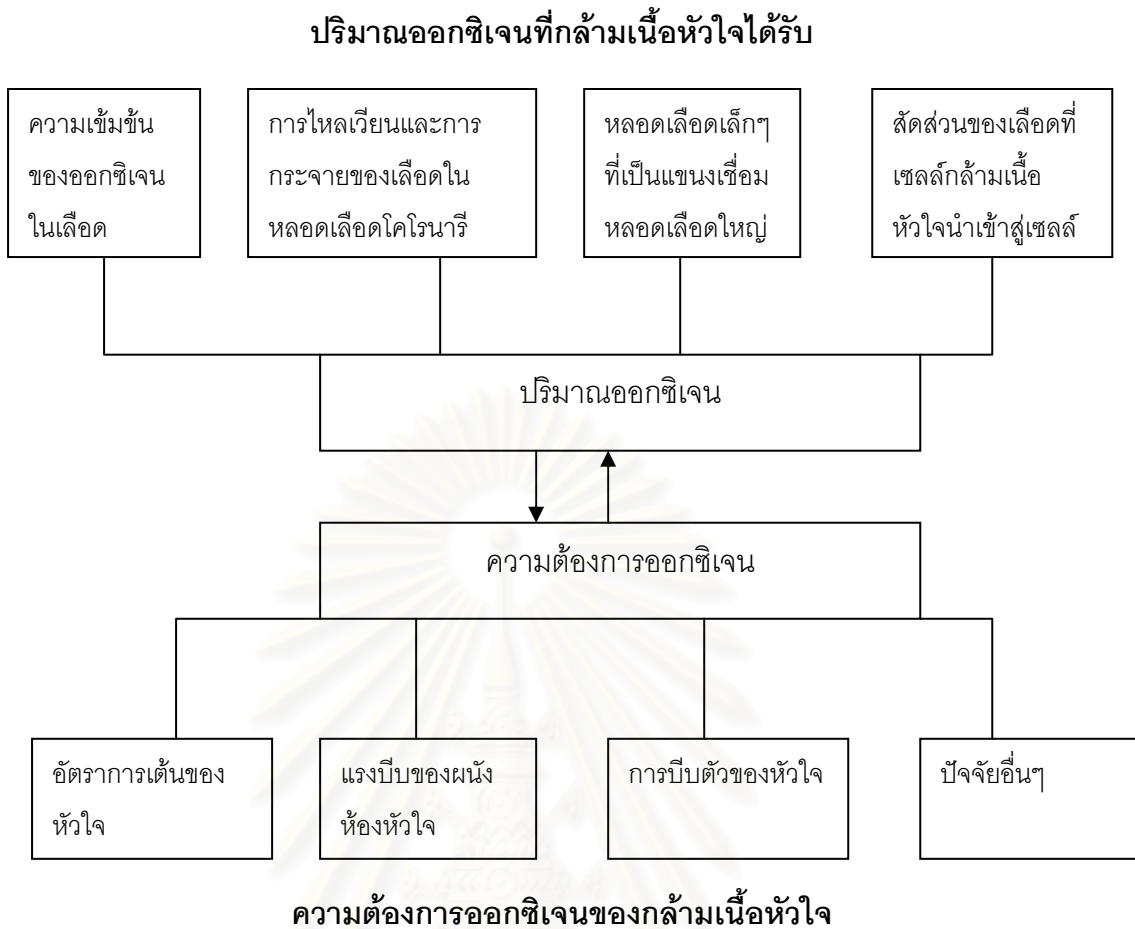 ปริมาณออกซิเจนที่กล้ามเนื้อหัวใจได้รับ
ความเข้มข้น
ของออกซิเจน
ในเลือด
การไหลเวียนและการ
กระจายของเลือดใน
หลอดเลือดโคโรนารี
หลอดเลือดเล็กๆ
ที่เป็นแขนงเชื่อม
หลอดเลือดใหญ่
สัดส่วนของเลือดที่
เซลล์กล้ามเนื้อ
หัวใจนำเข้าสู่เซลล์
ปริมาณออกซิเจน
ความต้องการออกซิเจน
อัตราการเต้นของ
หัวใจ
แรงบีบของผนัง
ห้องหัวใจ
การบีบตัวของหัวใจ
ปัจจัยอื่นๆ
ความต้องการออกซิเจนของกล้ามเนื้อหัวใจ